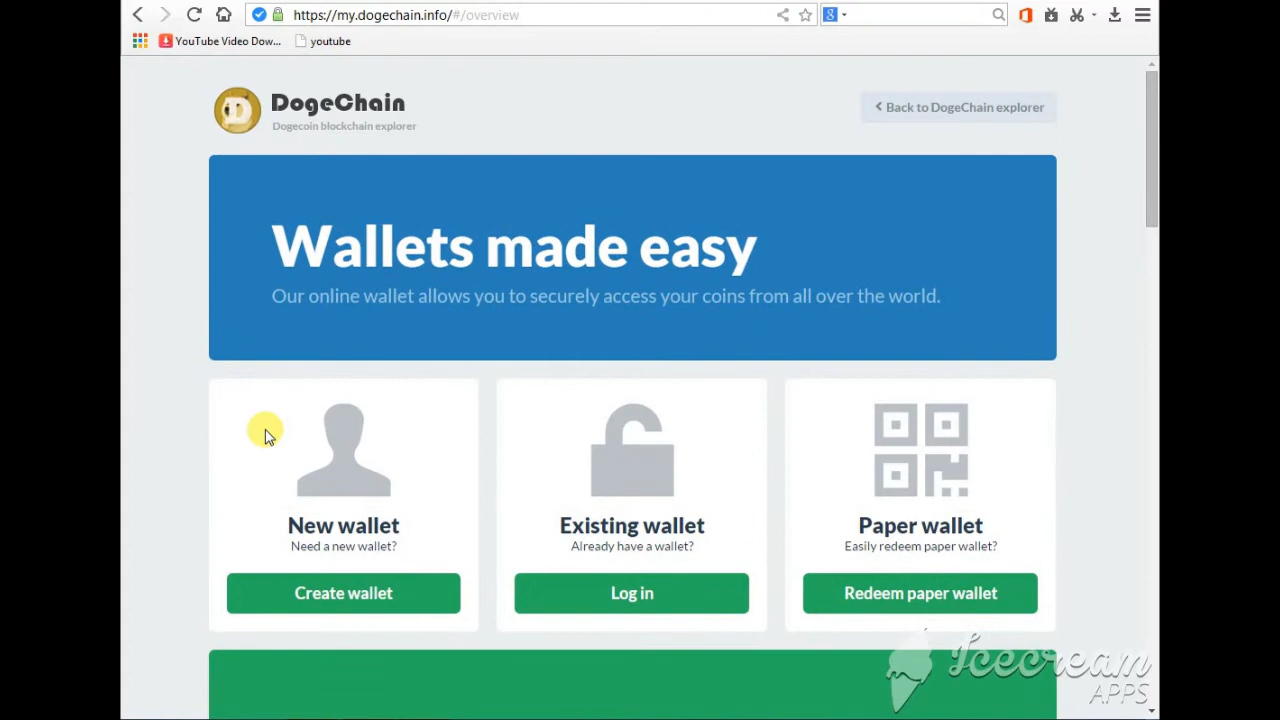 https://my.dogechain.info/#/overview
YouTube Video Dow...
youtube
DogeChain
Dogecoin blockchain explorer
Back to DogeChain explorer
Wallets made easy
Our online wallet allows you to securely access your coins from all over the world.
New wallet
Need a new wallet?
Create wallet
Existing wallet
Already have a wallet?
Log in
Paper wallet
Easily redeem paper wallet?
Redeem paper wallet
Icecream
APPS